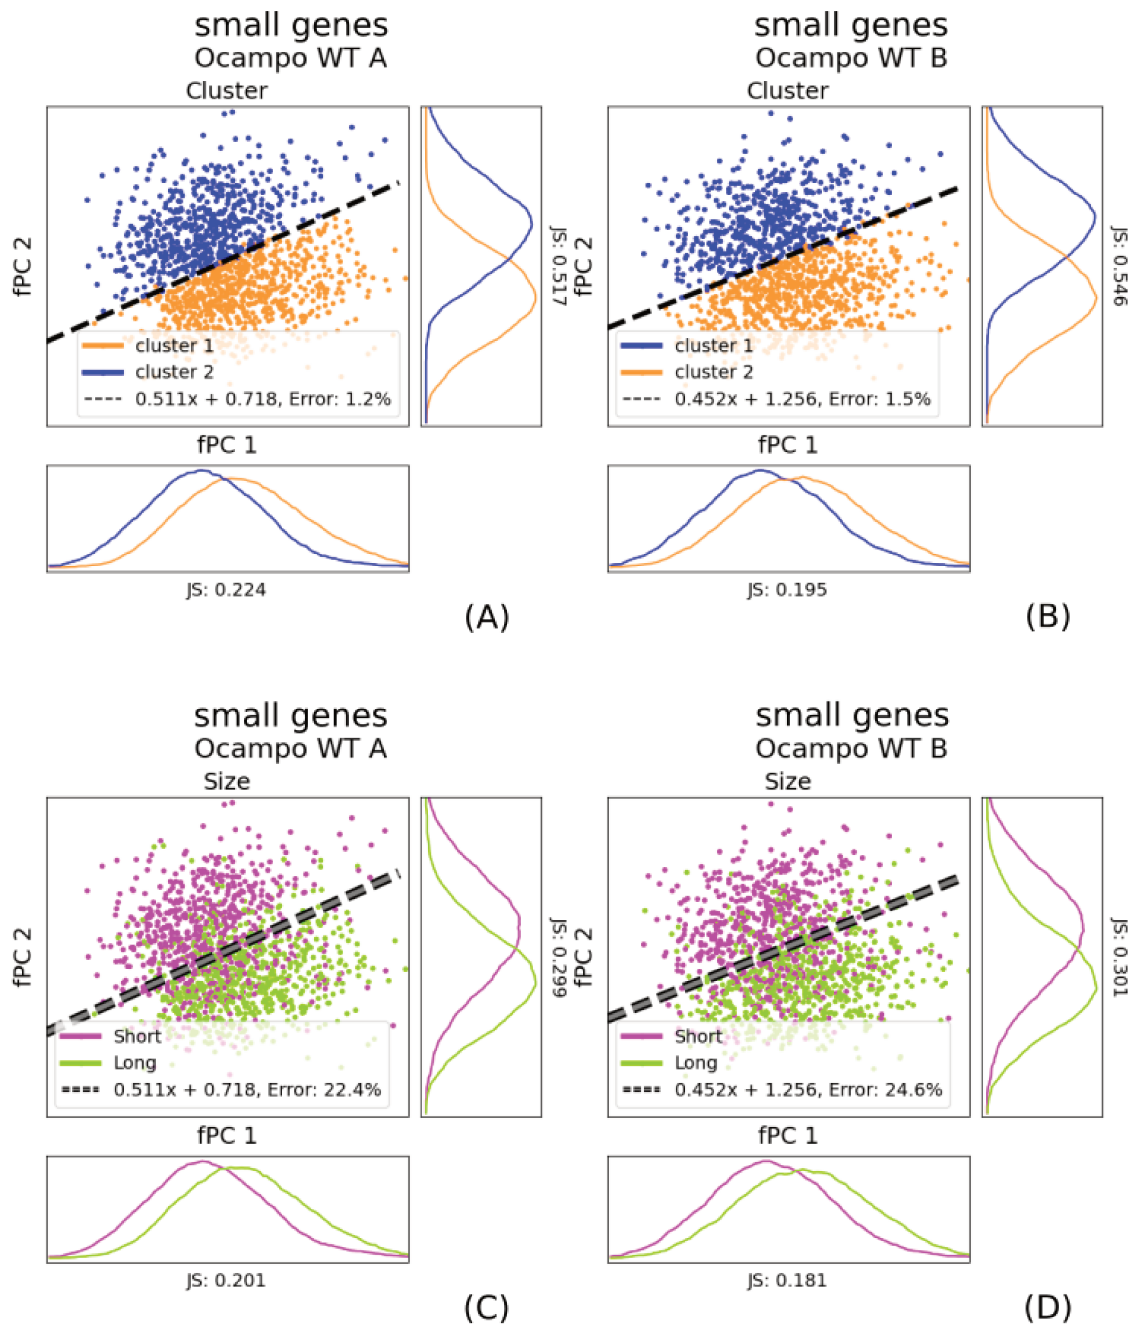 small genes
Ocampo WT A
Cluster
fPC 2
JS: 0.517
cluster 1
cluster 2
0.511x + 0.718, Error: 1.2%
fPC 1
JS: 0.224
(A)
small genes
Ocampo WT B
Cluster
fPC 2
JS: 0.546
cluster 1
cluster 2
0.452x + 1.256, Error: 1.5%
fPC 1
JS: 0.195
(B)
small genes
Ocampo WT A
Size
fPC 2
JS: 0.299
Short
Long
0.511x + 0.718, Error: 22.4%
fPC 1
JS: 0.201
(C)
small genes
Ocampo WT B
Size
fPC 2
JS: 0.301
Short
Long
0.452x + 1.256, Error: 24.6%
fPC 1
JS: 0.181
(D)